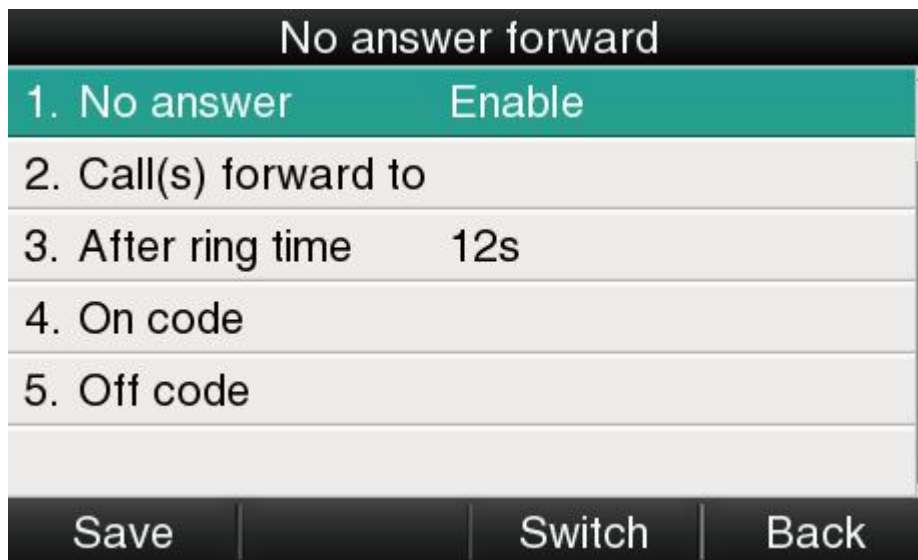 No answer forward
1. No answer Enable
2. Call(s) forward to
3. After ring time 12s
4. On code
5. Off code
Save Switch Back